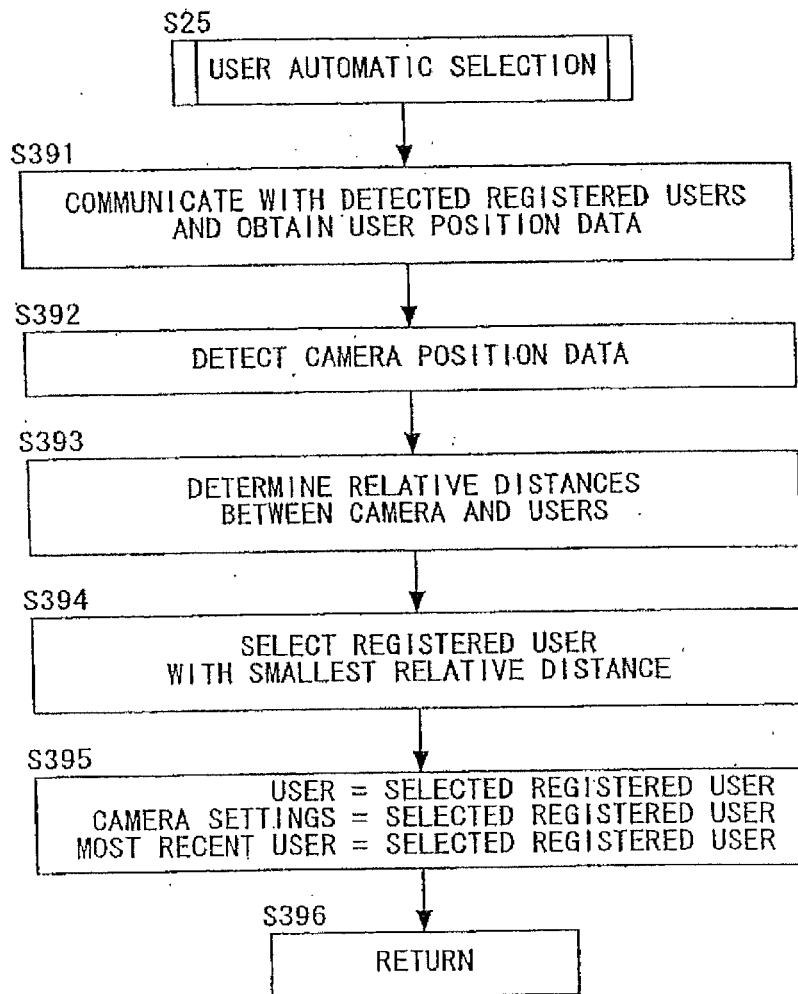 S25
USER AUTOMATIC SELECTION
S391
COMMUNICATE WITH DETECTED REGISTERED USERS
AND OBTAIN USER POSITION DATA
S392
DETECT CAMERA POSITION DATA
S393
DETERMINE RELATIVE DISTANCES
BETWEEN CAMERA AND USERS
S394
SELECT REGISTERED USER
WITH SMALLEST RELATIVE DISTANCE
S395
USER = SELECTED REGISTERED USER
CAMERA SETTINGS = SELECTED REGISTERED USER
MOST RECENT USER = SELECTED REGISTERED USER
S396
RETURN